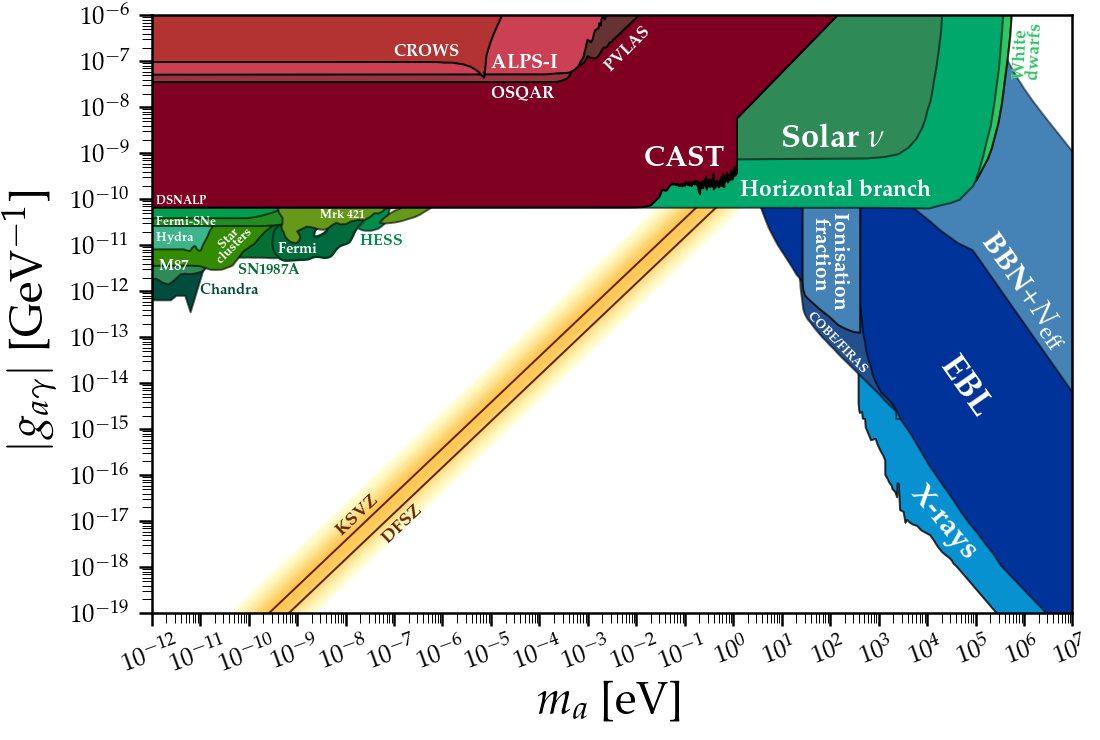 10⁻⁶
10⁻⁷
10⁻⁸
10⁻⁹
10⁻¹⁰
10⁻¹¹
10⁻¹²
10⁻¹³
10⁻¹⁴
10⁻¹⁵
10⁻¹⁶
10⁻¹⁷
10⁻¹⁸
10⁻¹⁹
|gₐᵧ| [GeV⁻¹]
CROWS
ALPS-I
PVLAS
OSQAR
CAST
Solar ν
Horizontal branch
White
dwarfs
DSNALP
Fermi-SNe
Hydra
M87
Star
clusters
Mrk 421
Fermi
HESS
SN1987A
Chandra
KSVZ
DFSZ
Ionisation
fraction
COBE/FIRAS
BBN+N_eff
EBL
X-rays
10⁻¹² 10⁻¹¹ 10⁻¹⁰ 10⁻⁹ 10⁻⁸ 10⁻⁷ 10⁻⁶ 10⁻⁵ 10⁻⁴ 10⁻³ 10⁻² 10⁻¹ 10⁰ 10¹ 10² 10³ 10⁴ 10⁵ 10⁶ 10⁷
mₐ [eV]